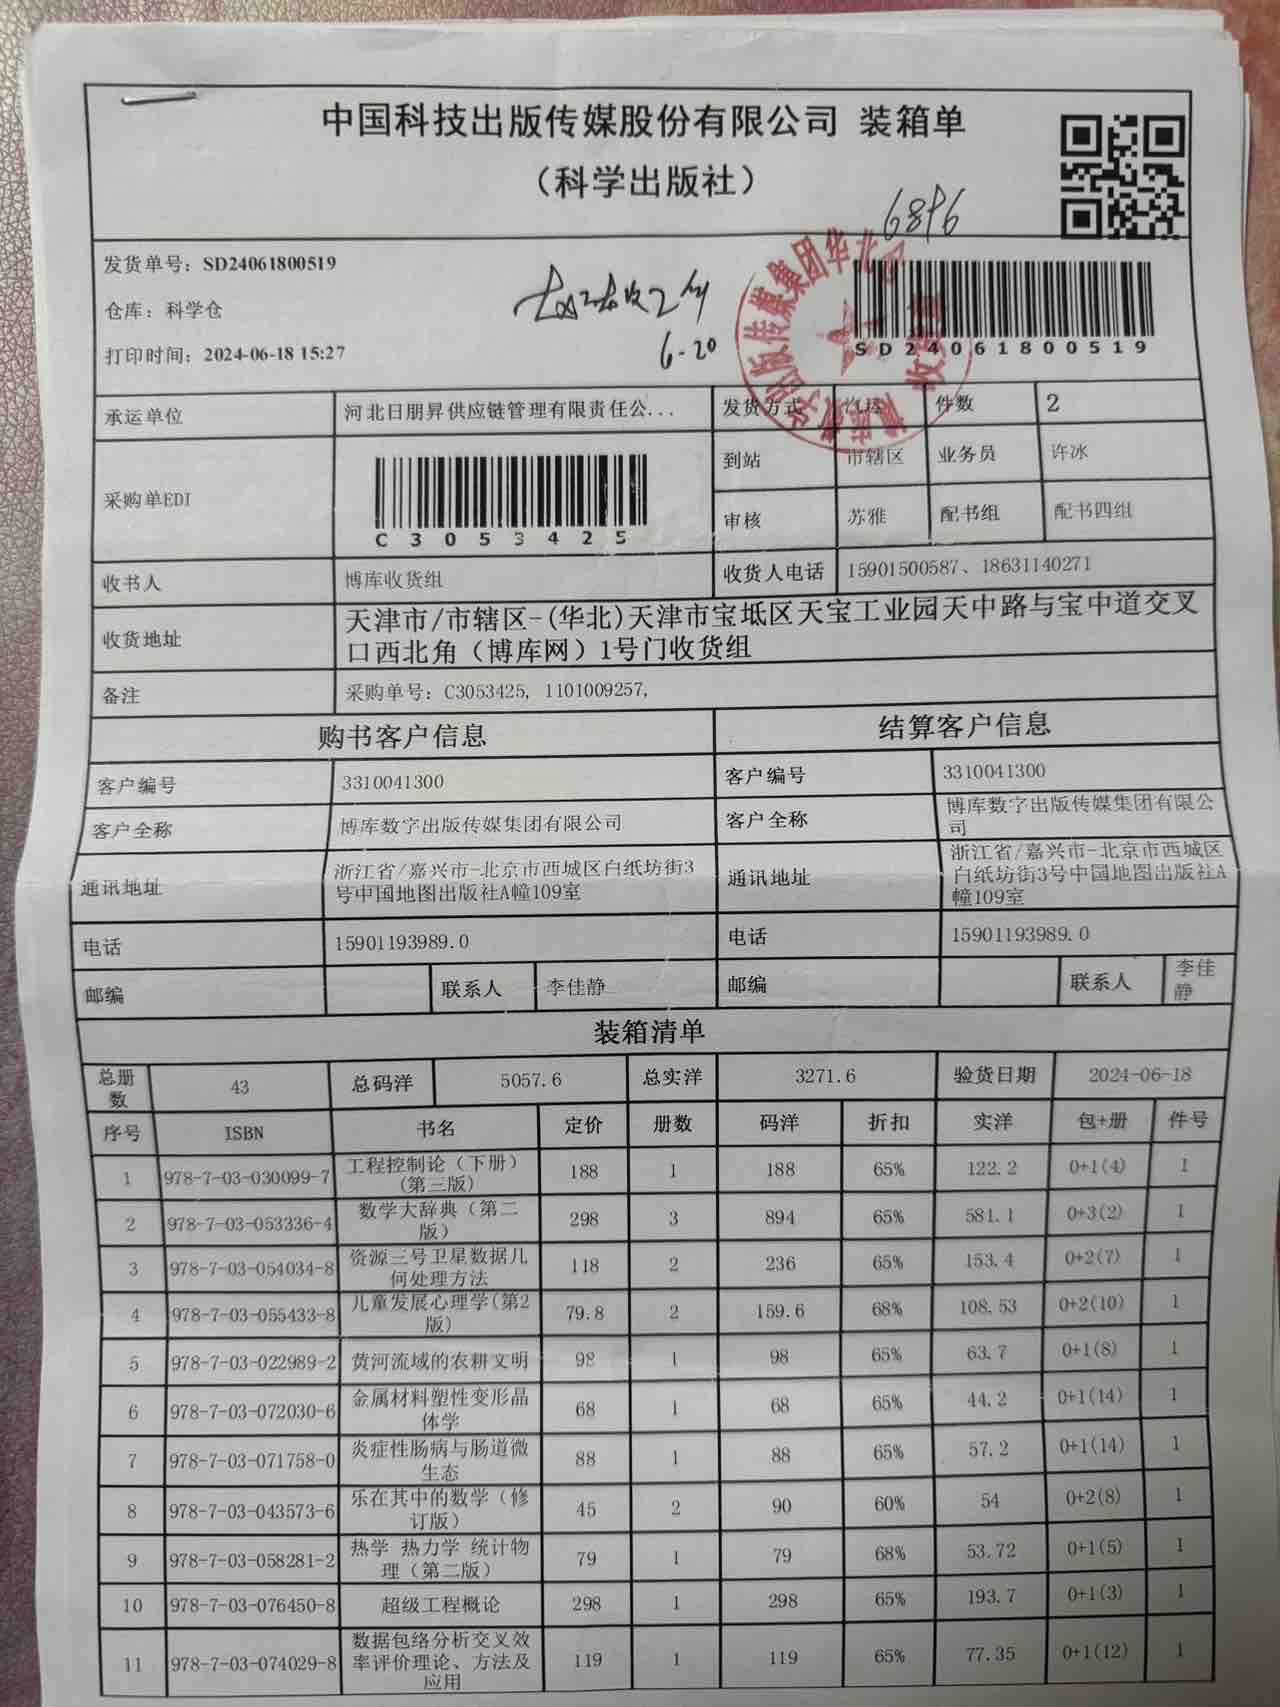 中国科技出版传媒股份有限公司 装箱单
（科学出版社）
6876
发货单号：SD24061800519
仓库：科学仓
打印时间：2024-06-18 15:27
6-20
SD24061800519
承运单位 河北日朋昇供应链管理有限责任公... 发货方式 汽运 件数 2
采购单EDI C3053425 到站 市辖区 业务员 许冰
审核 苏雅 配书组 配书四组
收书人 博库收货组 收货人电话 15901500587、18631140271
收货地址 天津市/市辖区-(华北)天津市宝坻区天宝工业园天中路与宝中道交叉
口西北角（博库网）1号门收货组
备注 采购单号：C3053425, 1101009257,
购书客户信息 结算客户信息
客户编号 3310041300 客户编号 3310041300
客户全称 博库数字出版传媒集团有限公司 客户全称 博库数字出版传媒集团有限公
司
通讯地址 浙江省/嘉兴市-北京市西城区白纸坊街3
号中国地图出版社A幢109室
通讯地址 浙江省/嘉兴市-北京市西城区
白纸坊街3号中国地图出版社A
幢109室
电话 15901193989.0 电话 15901193989.0
邮编 联系人 李佳静 邮编 联系人 李佳
静
装箱清单
总册
数 43 总码洋 5057.6 总实洋 3271.6 验货日期 2024-06-18
序号 ISBN 书名 定价 册数 码洋 折扣 实洋 包+册 件号
1 978-7-03-030099-7 工程控制论（下册）
(第三版) 188 1 188 65% 122.2 0+1(4) 1
2 978-7-03-053336-4 数学大辞典（第二
版） 298 3 894 65% 581.1 0+3(2) 1
3 978-7-03-054034-8 资源三号卫星数据几
何处理方法 118 2 236 65% 153.4 0+2(7) 1
4 978-7-03-055433-8 儿童发展心理学(第2
版) 79.8 2 159.6 68% 108.53 0+2(10) 1
5 978-7-03-022989-2 黄河流域的农耕文明 98 1 98 65% 63.7 0+1(8) 1
6 978-7-03-072030-6 金属材料塑性变形晶
体学 68 1 68 65% 44.2 0+1(14) 1
7 978-7-03-071758-0 炎症性肠病与肠道微
生态 88 1 88 65% 57.2 0+1(14) 1
8 978-7-03-043573-6 乐在其中的数学（修
订版） 45 2 90 60% 54 0+2(8) 1
9 978-7-03-058281-2 热学 热力学 统计物
理（第二版） 79 1 79 68% 53.72 0+1(5) 1
10 978-7-03-076450-8 超级工程概论 298 1 298 65% 193.7 0+1(3) 1
11 978-7-03-074029-8 数据包络分析交叉效
率评价理论、方法及
应用 119 1 119 65% 77.35 0+1(12) 1